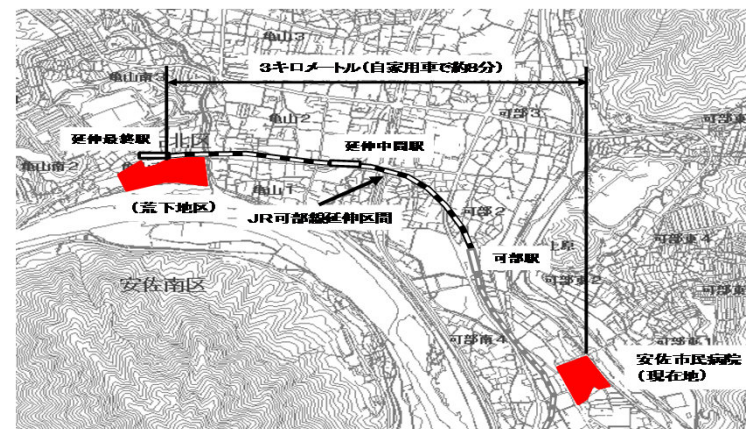 亀山3
亀山南3
3キロメートル(自家用車で約8分)
可部3
延伸最終駅
北区
亀山2
延伸中間駅
亀山南2
亀山1
(荒下地区)
JR可部線延伸区間
可部2
上原
可部東4
可部駅
可部東2
安佐南区
可部南4
可部東1
安佐市民病院
(現在地)